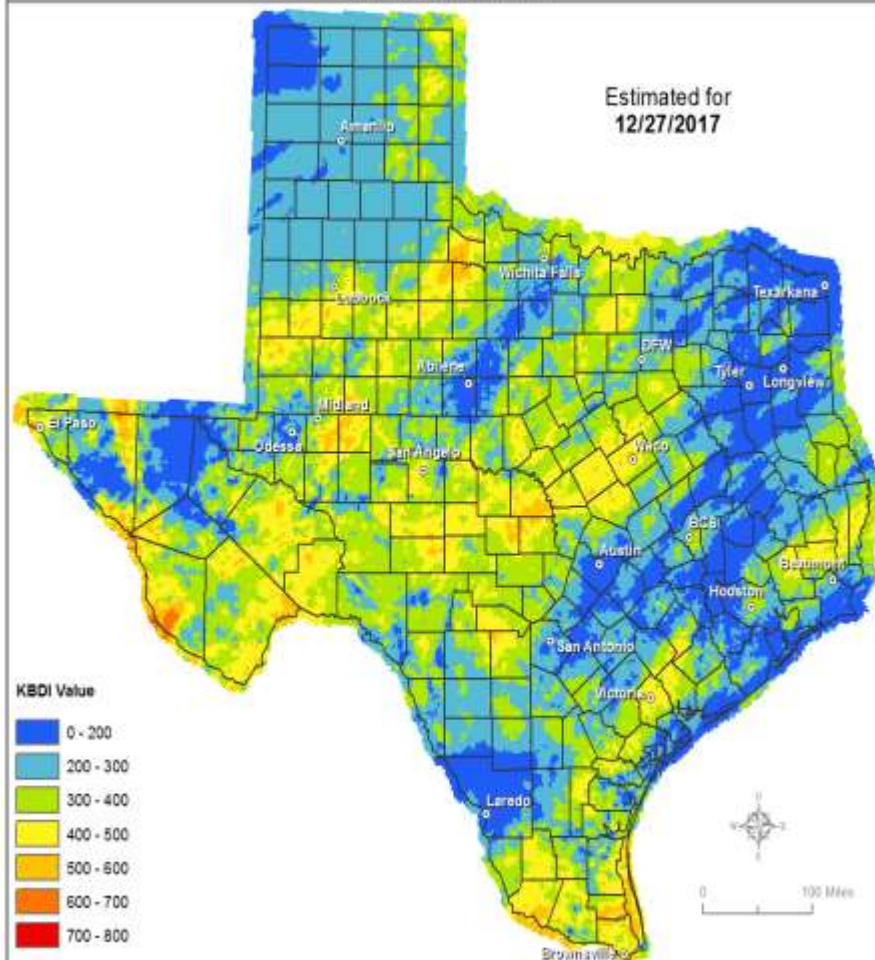 Estimated for
12/27/2017
Amarillo
Wichita Falls
Lubbock
Texarkana
DFW
Abilene
Tyler
Longview
Midland
El Paso
Odessa
San Angelo
Waco
BCS
Austin
Beaumont
Houston
San Antonio
Victoria
KBDI Value
0 - 200
200 - 300
300 - 400
400 - 500
500 - 600
600 - 700
700 - 800
Laredo
0 100 Miles
Brownsville